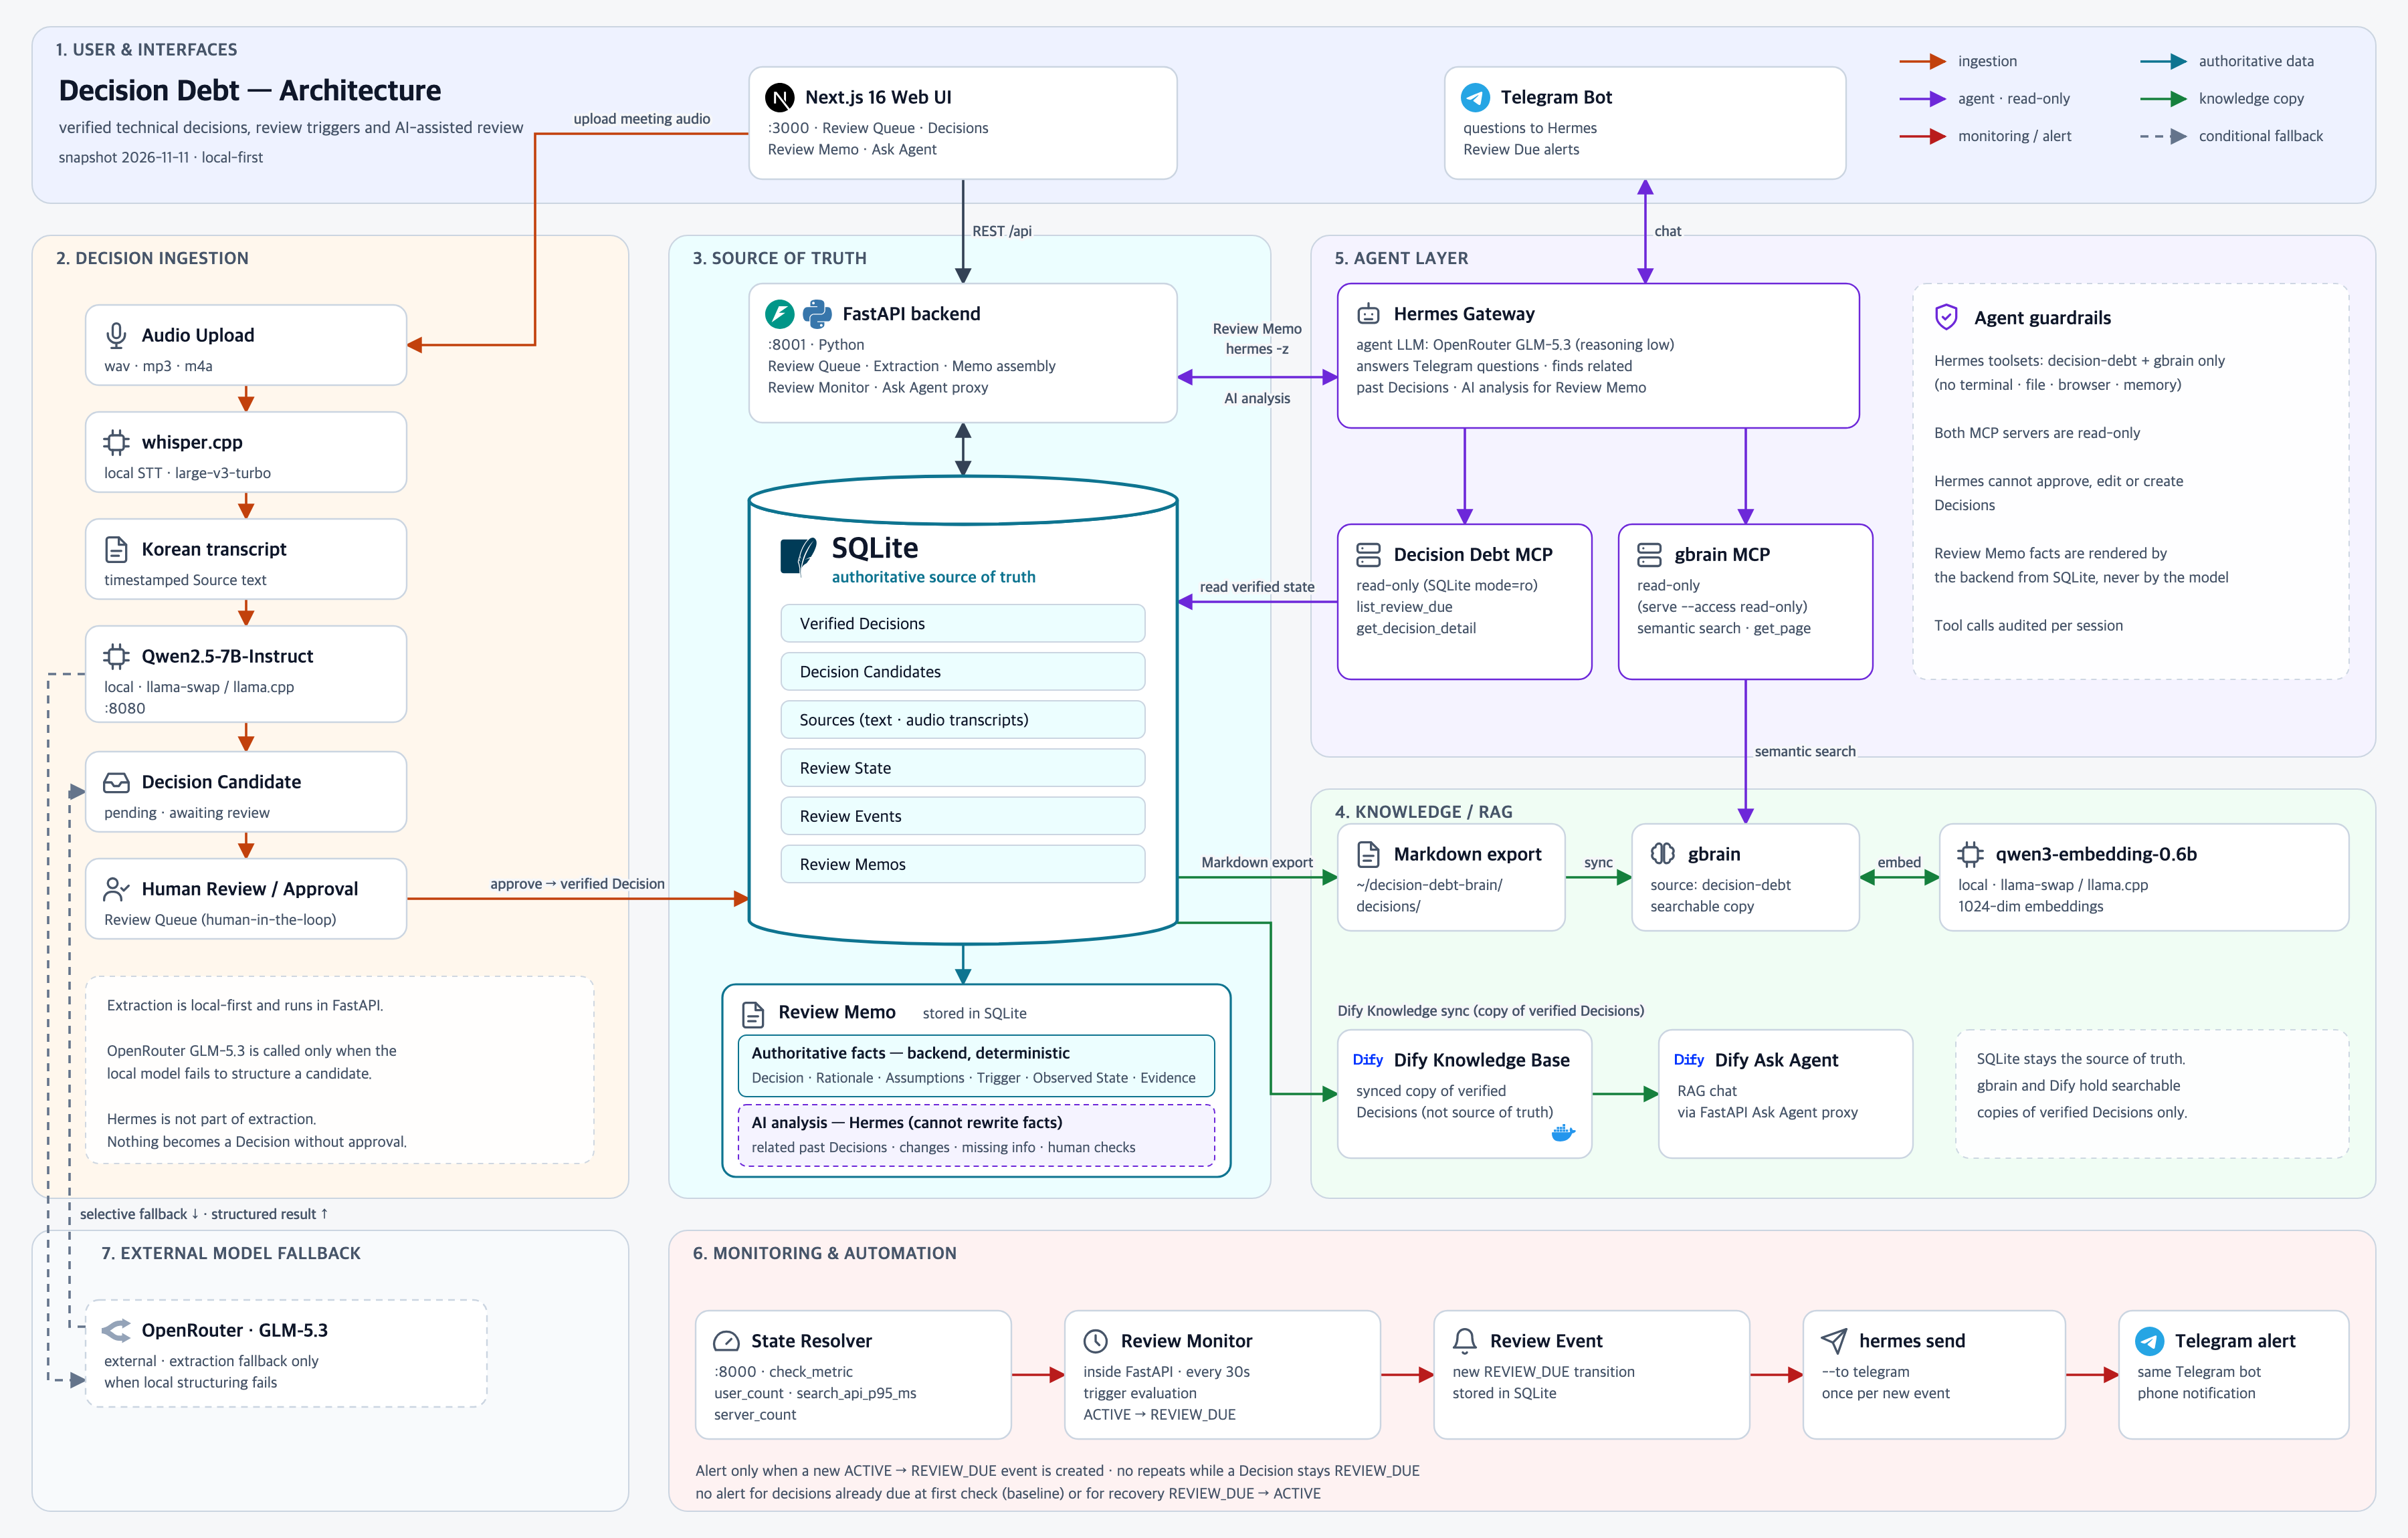 1. USER & INTERFACES
Decision Debt — Architecture
verified technical decisions, review triggers and AI-assisted review
snapshot 2026-11-11 · local-first
upload meeting audio
Next.js 16 Web UI
:3000 · Review Queue · Decisions
Review Memo · Ask Agent
Telegram Bot
questions to Hermes
Review Due alerts
ingestion
authoritative data
agent · read-only
knowledge copy
monitoring / alert
conditional fallback
REST /api
chat
2. DECISION INGESTION
Audio Upload
wav · mp3 · m4a
whisper.cpp
local STT · large-v3-turbo
Korean transcript
timestamped Source text
Qwen2.5-7B-Instruct
local · llama-swap / llama.cpp
:8080
Decision Candidate
pending · awaiting review
Human Review / Approval
Review Queue (human-in-the-loop)
approve → verified Decision
Extraction is local-first and runs in FastAPI.
OpenRouter GLM-5.3 is called only when the
local model fails to structure a candidate.
Hermes is not part of extraction.
Nothing becomes a Decision without approval.
3. SOURCE OF TRUTH
FastAPI backend
:8001 · Python
Review Queue · Extraction · Memo assembly
Review Monitor · Ask Agent proxy
Review Memo
hermes -z
AI analysis
SQLite
authoritative source of truth
Verified Decisions
Decision Candidates
Sources (text · audio transcripts)
Review State
Review Events
Review Memos
read verified state
Markdown export
Review Memo
stored in SQLite
Authoritative facts — backend, deterministic
Decision · Rationale · Assumptions · Trigger · Observed State · Evidence
AI analysis — Hermes (cannot rewrite facts)
related past Decisions · changes · missing info · human checks
5. AGENT LAYER
Hermes Gateway
agent LLM: OpenRouter GLM-5.3 (reasoning low)
answers Telegram questions · finds related
past Decisions · AI analysis for Review Memo
Decision Debt MCP
read-only (SQLite mode=ro)
list_review_due
get_decision_detail
gbrain MCP
read-only
(serve --access read-only)
semantic search · get_page
Agent guardrails
Hermes toolsets: decision-debt + gbrain only
(no terminal · file · browser · memory)
Both MCP servers are read-only
Hermes cannot approve, edit or create
Decisions
Review Memo facts are rendered by
the backend from SQLite, never by the model
Tool calls audited per session
semantic search
4. KNOWLEDGE / RAG
Markdown export
~/decision-debt-brain/
decisions/
sync
gbrain
source: decision-debt
searchable copy
embed
qwen3-embedding-0.6b
local · llama-swap / llama.cpp
1024-dim embeddings
Dify Knowledge sync (copy of verified Decisions)
Dify Dify Knowledge Base
synced copy of verified
Decisions (not source of truth)
Dify Dify Ask Agent
RAG chat
via FastAPI Ask Agent proxy
SQLite stays the source of truth.
gbrain and Dify hold searchable
copies of verified Decisions only.
selective fallback ↓ · structured result ↑
7. EXTERNAL MODEL FALLBACK
OpenRouter · GLM-5.3
external · extraction fallback only
when local structuring fails
6. MONITORING & AUTOMATION
State Resolver
:8000 · check_metric
user_count · search_api_p95_ms
server_count
Review Monitor
inside FastAPI · every 30s
trigger evaluation
ACTIVE → REVIEW_DUE
Review Event
new REVIEW_DUE transition
stored in SQLite
hermes send
--to telegram
once per new event
Telegram alert
same Telegram bot
phone notification
Alert only when a new ACTIVE → REVIEW_DUE event is created · no repeats while a Decision stays REVIEW_DUE
no alert for decisions already due at first check (baseline) or for recovery REVIEW_DUE → ACTIVE